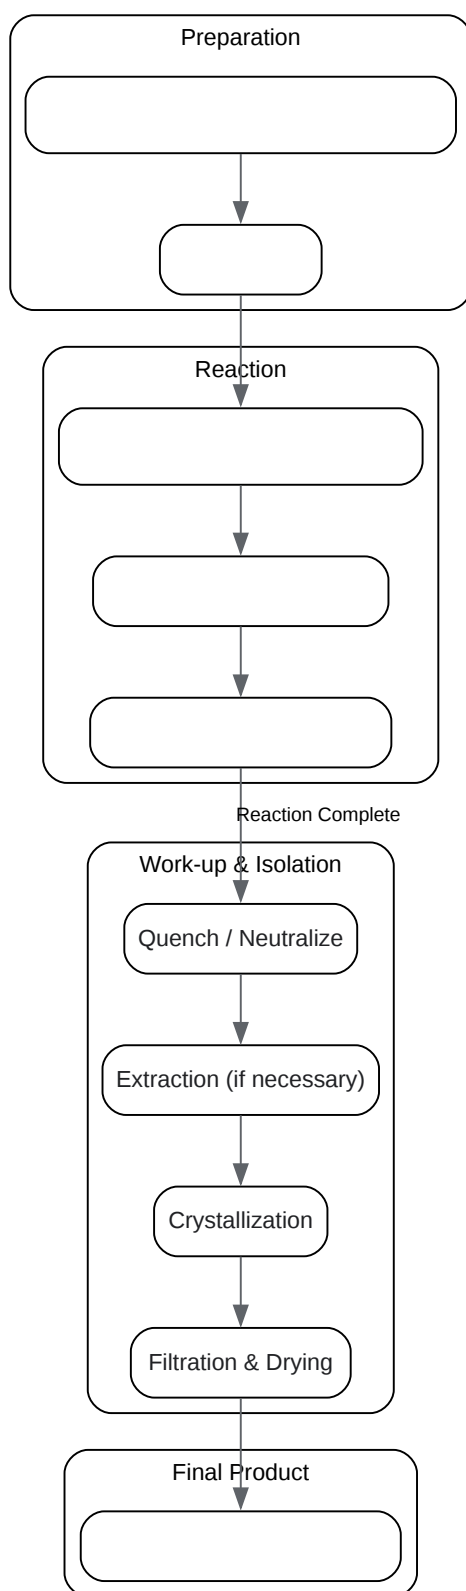 Preparation
Reaction
Reaction Complete
Work-up & Isolation
Quench / Neutralize
Extraction (if necessary)
Crystallization
Filtration & Drying
Final Product